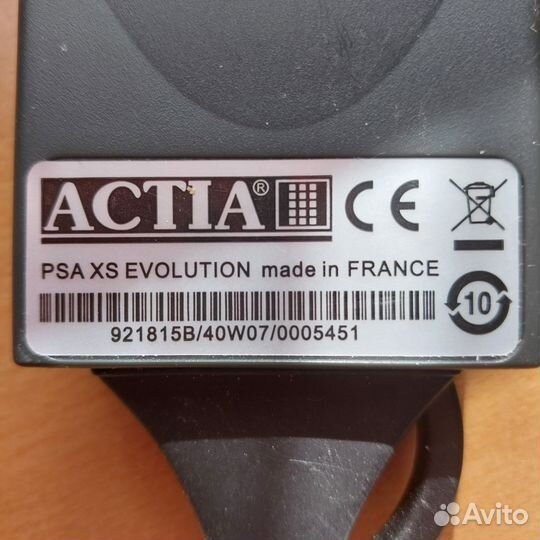 ACTIA®
CE
PSA XS EVOLUTION made in FRANCE
10
921815B/40W07/0005451
Avito